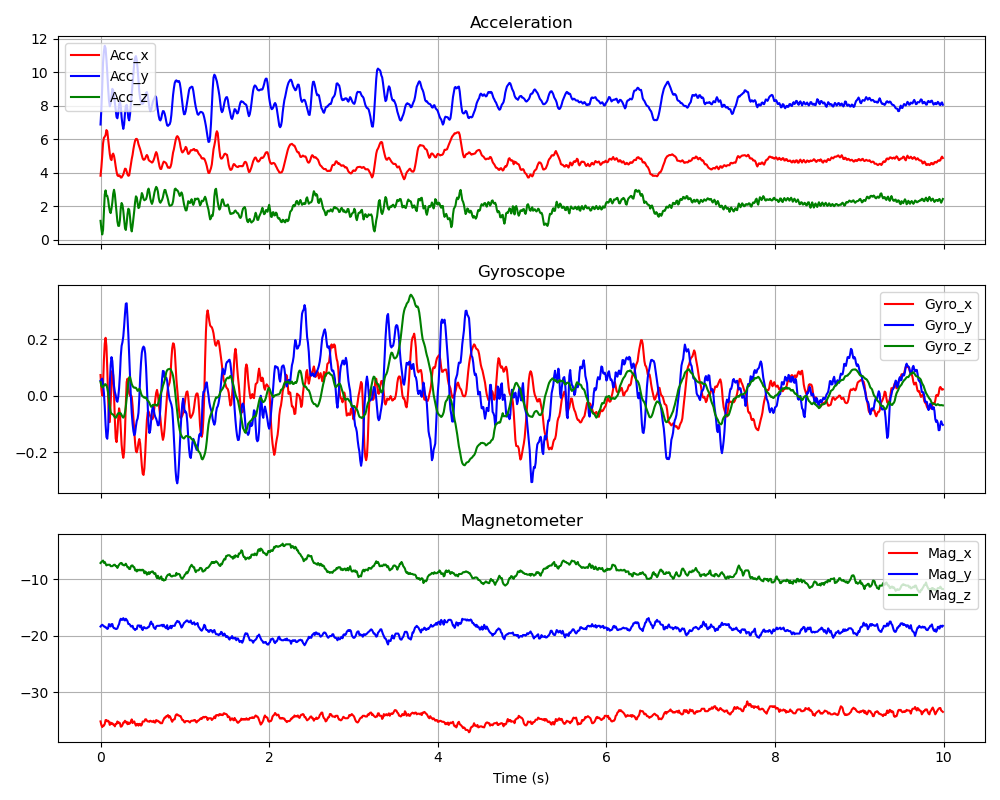 Acceleration
12
10
8
6
4
2
0
Acc_x
Acc_y
Acc_z
Gyroscope
0.2
0.0
−0.2
Gyro_x
Gyro_y
Gyro_z
Magnetometer
−10
−20
−30
Mag_x
Mag_y
Mag_z
0 2 4 6 8 10
Time (s)